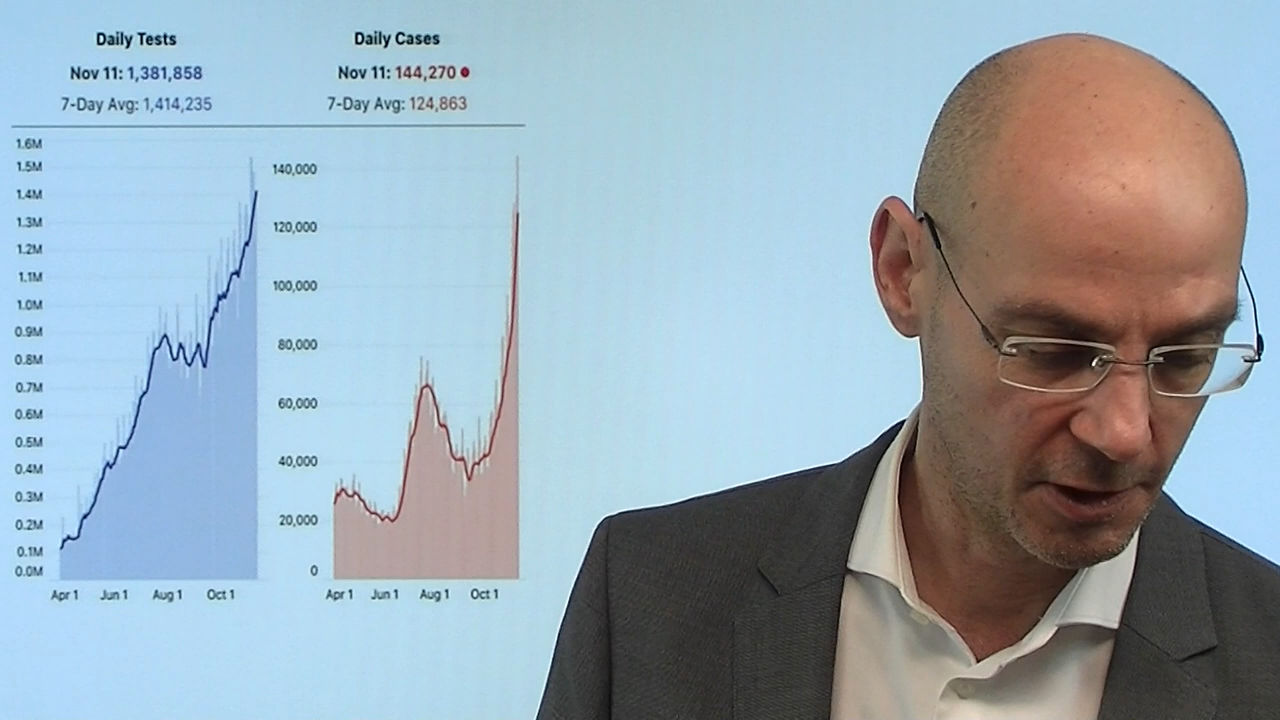 Daily Tests
Nov 11: 1,381,858
7-Day Avg: 1,414,235
1.6M
1.5M
1.4M
1.3M
1.2M
1.1M
1.0M
0.9M
0.8M
0.7M
0.6M
0.5M
0.4M
0.3M
0.2M
0.1M
0.0M
Apr 1 Jun 1 Aug 1 Oct 1
Daily Cases
Nov 11: 144,270
7-Day Avg: 124,863
140,000
120,000
100,000
80,000
60,000
40,000
20,000
0
Apr 1 Jun 1 Aug 1 Oct 1